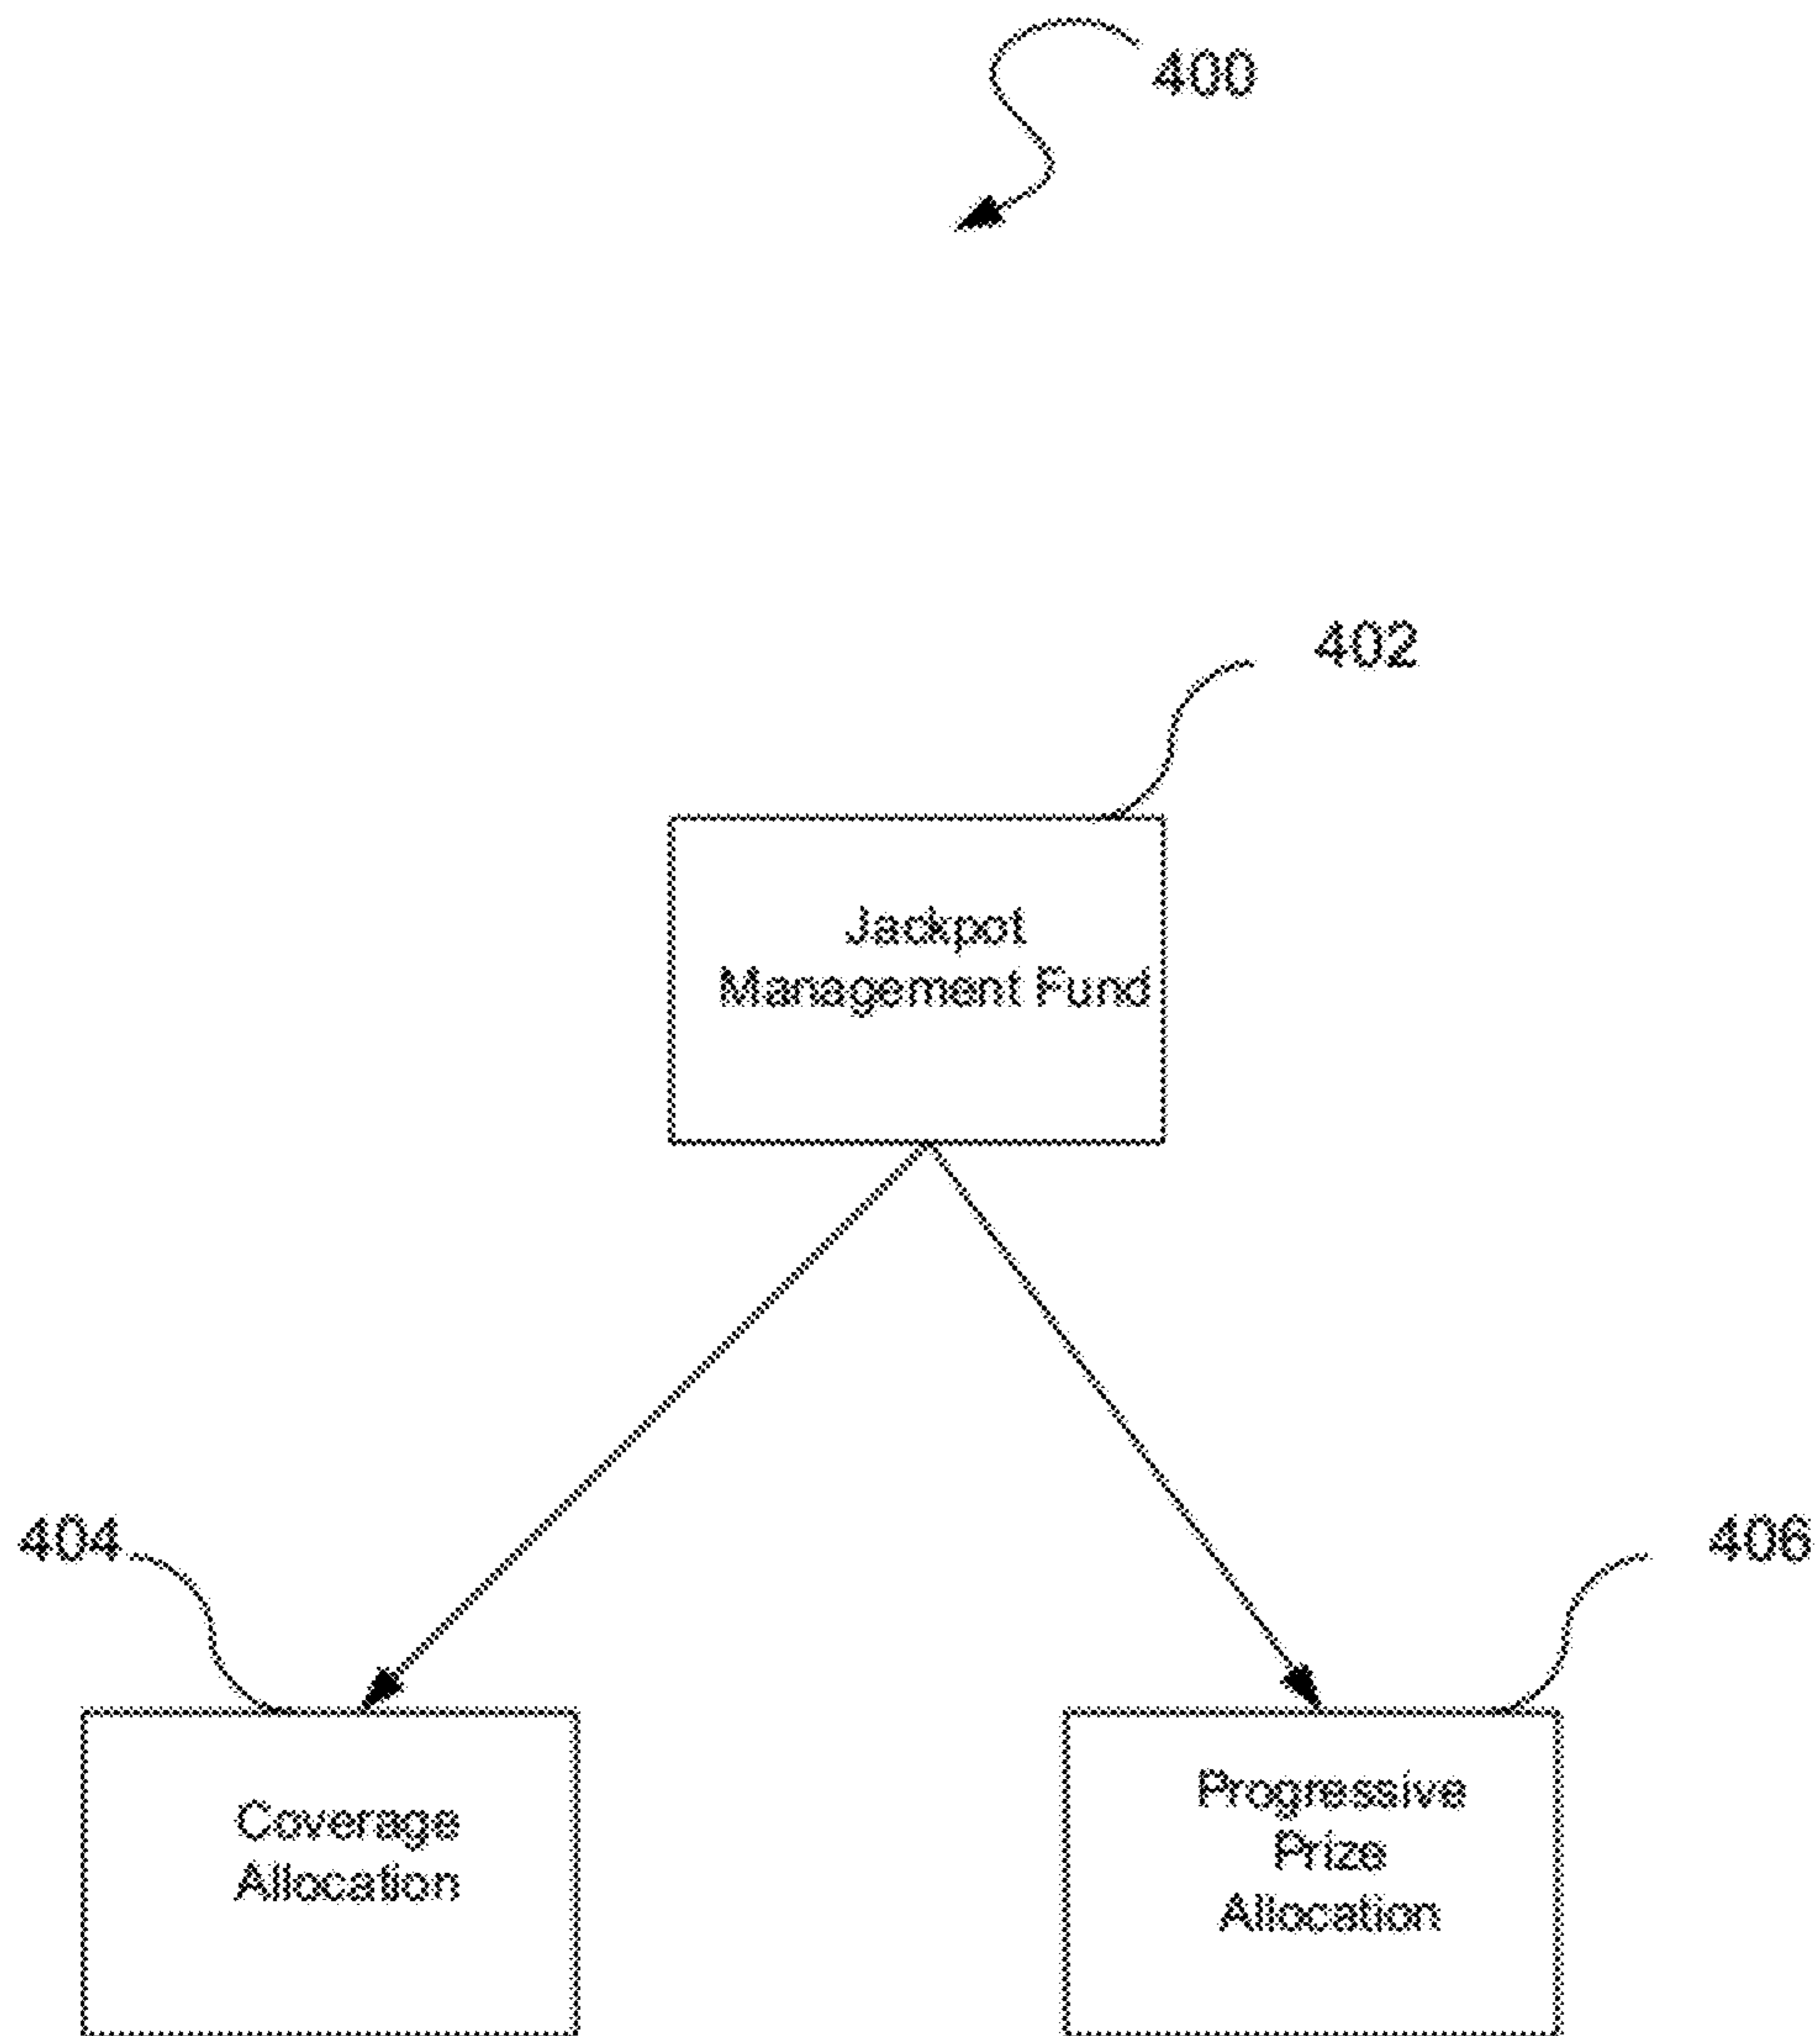 400
402
Jackpot
Management Fund
404
406
Coverage
Allocation
Progressive
Prize
Allocation